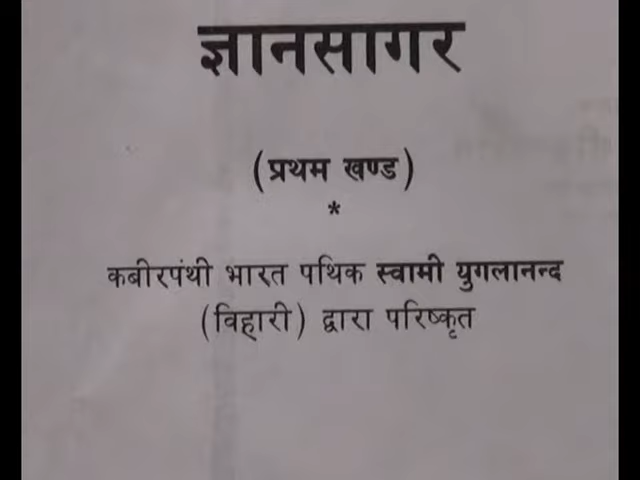 ज्ञानसागर
(प्रथम खण्ड)
*
कबीरपंथी भारत पथिक स्वामी युगलानन्द
(विहारी) द्वारा परिष्कृत